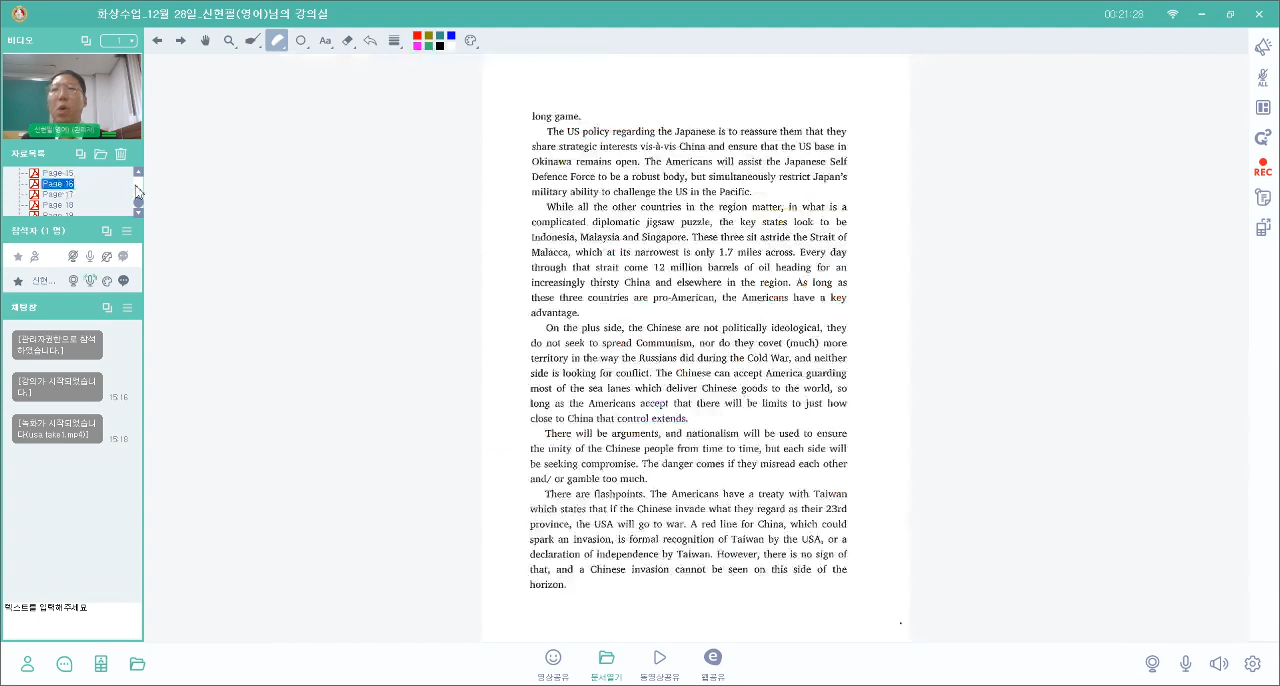 화상수업_12월 28일_신현필(영어)님의 강의실
00:21:28
비디오
1
Aa
신현필(영어) (관리자)
자료목록
Page-15
Page-16
Page-17
Page-18
Page-19
참석자 (1 명)
신현...
채팅창
[관리자권한으로 참석
하였습니다.]
[강의가 시작되었습니
다.]
15:16
[녹화가 시작되었습니
다(usa take1.mp4)]
15:18
텍스트를 입력해주세요
long game.
The US policy regarding the Japanese is to reassure them that they
share strategic interests vis-à-vis China and ensure that the US base in
Okinawa remains open. The Americans will assist the Japanese Self
Defence Force to be a robust body, but simultaneously restrict Japan's
military ability to challenge the US in the Pacific.
While all the other countries in the region matter, in what is a
complicated diplomatic jigsaw puzzle, the key states look to be
Indonesia, Malaysia and Singapore. These three sit astride the Strait of
Malacca, which at its narrowest is only 1.7 miles across. Every day
through that strait come 12 million barrels of oil heading for an
increasingly thirsty China and elsewhere in the region. As long as
these three countries are pro-American, the Americans have a key
advantage.
On the plus side, the Chinese are not politically ideological, they
do not seek to spread Communism, nor do they covet (much) more
territory in the way the Russians did during the Cold War, and neither
side is looking for conflict. The Chinese can accept America guarding
most of the sea lanes which deliver Chinese goods to the world, so
long as the Americans accept that there will be limits to just how
close to China that control extends.
There will be arguments, and nationalism will be used to ensure
the unity of the Chinese people from time to time, but each side will
be seeking compromise. The danger comes if they misread each other
and/ or gamble too much.
There are flashpoints. The Americans have a treaty with Taiwan
which states that if the Chinese invade what they regard as their 23rd
province, the USA will go to war. A red line for China, which could
spark an Invasion, is formal recognition of Taiwan by the USA, or a
declaration of independence by Taiwan. However, there is no sign of
that, and a Chinese invasion cannot be seen on this side of the
horizon.
ALL
REC
영상공유
문서열기
동영상공유
웹공유